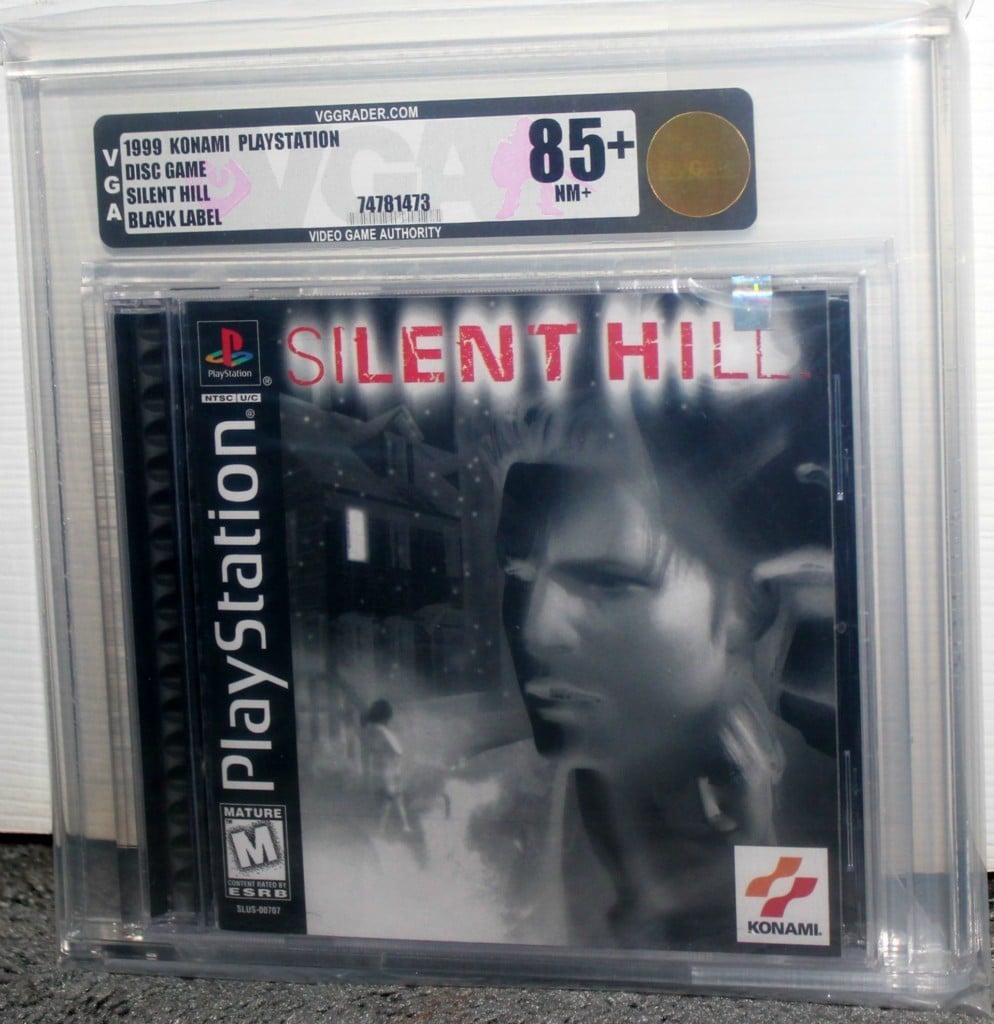 VGGRADER.COM
VGA
1999 KONAMI PLAYSTATION
DISC GAME
SILENT HILL
BLACK LABEL
74781473
85+
NM+
VIDEO GAME AUTHORITY
SILENT HILL
PlayStation®
NTSC U/C
PlayStation®
MATURE
M
CONTENT RATED BY
ESRB
SLUS-00707
KONAMI